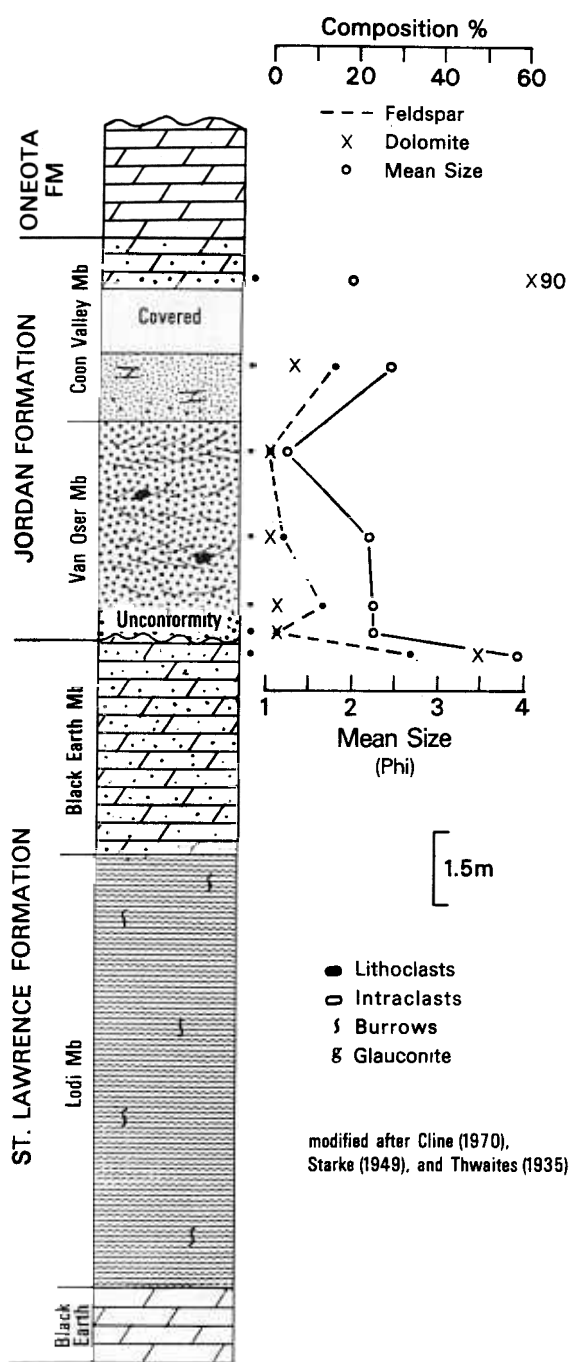 Composition %
0 20 40 60
Feldspar
X Dolomite
Mean Size
ONEOTA
FM
X90
JORDAN FORMATION
Coon Valley Mb
Covered
Van Oser Mb
Unconformity
1 2 3 4
Mean Size
(Phi)
ST. LAWRENCE FORMATION
Black Earth Mb
1.5m
Lodi Mb
Lithoclasts
Intraclasts
Burrows
g Glauconite
modified after Cline (1970),
Starke (1949), and Thwaites (1935)
Black
Earth